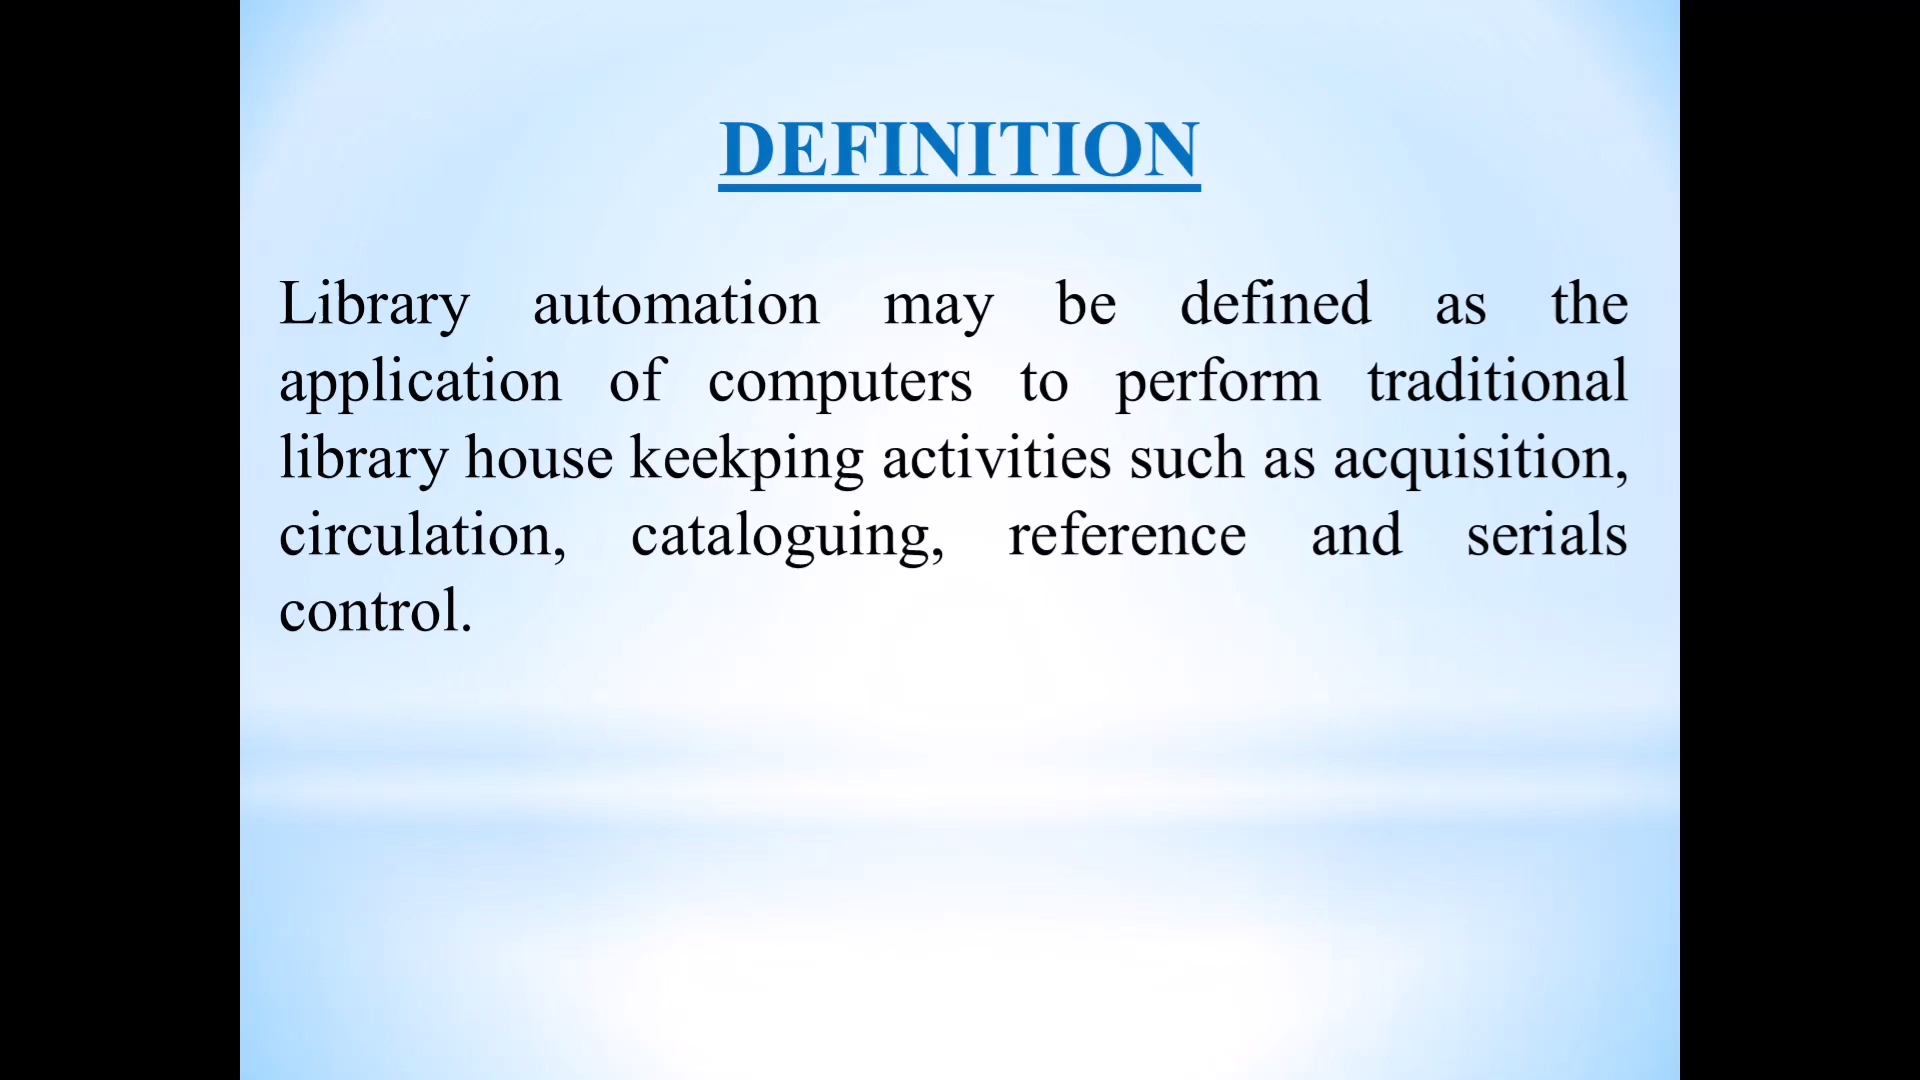 DEFINITION
Library automation may be defined as the
application of computers to perform traditional
library house keekping activities such as acquisition,
circulation, cataloguing, reference and serials
control.